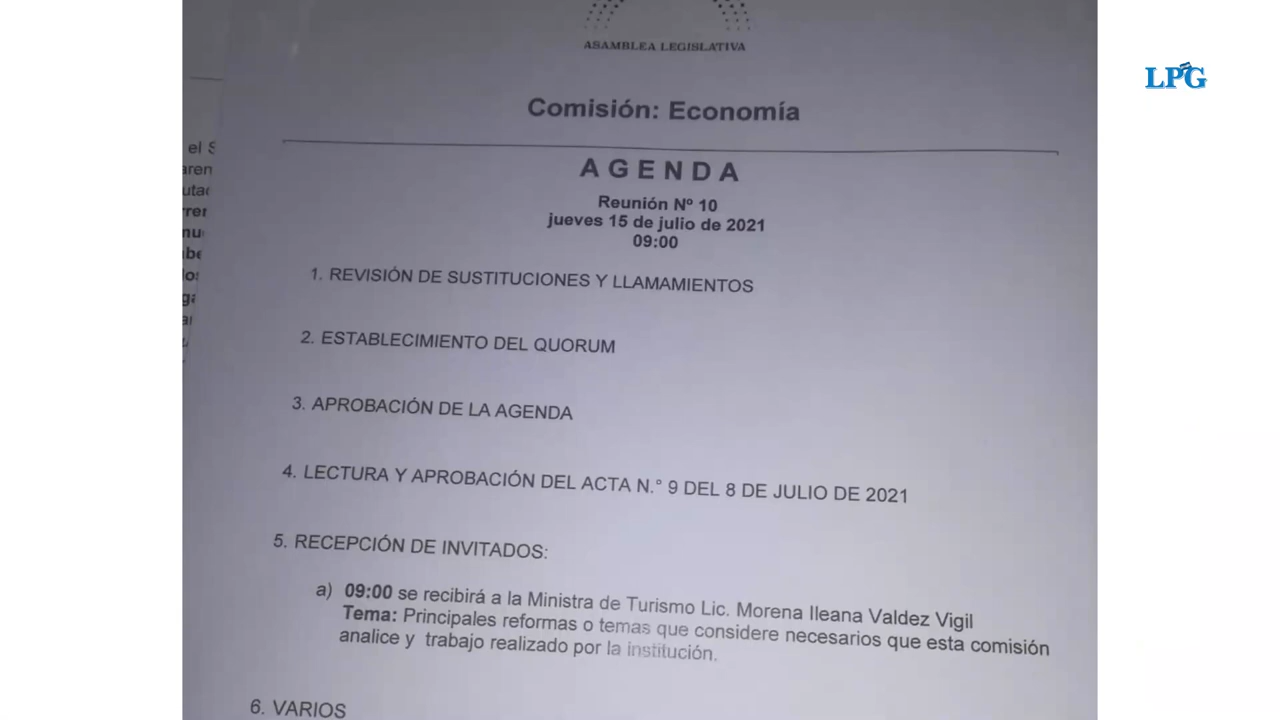 ASAMBLEA LEGISLATIVA
LPG
Comisión: Economía
AGENDA
Reunión Nº 10
jueves 15 de julio de 2021
09:00
1. REVISIÓN DE SUSTITUCIONES Y LLAMAMIENTOS
2. ESTABLECIMIENTO DEL QUORUM
3. APROBACIÓN DE LA AGENDA
4. LECTURA Y APROBACIÓN DEL ACTA N.° 9 DEL 8 DE JULIO DE 2021
5. RECEPCIÓN DE INVITADOS:
a) 09:00 se recibirá a la Ministra de Turismo Lic. Morena Ileana Valdez Vigil
Tema: Principales reformas o temas que considere necesarios que esta comisión
analice y trabajo realizado por la institución.
6. VARIOS